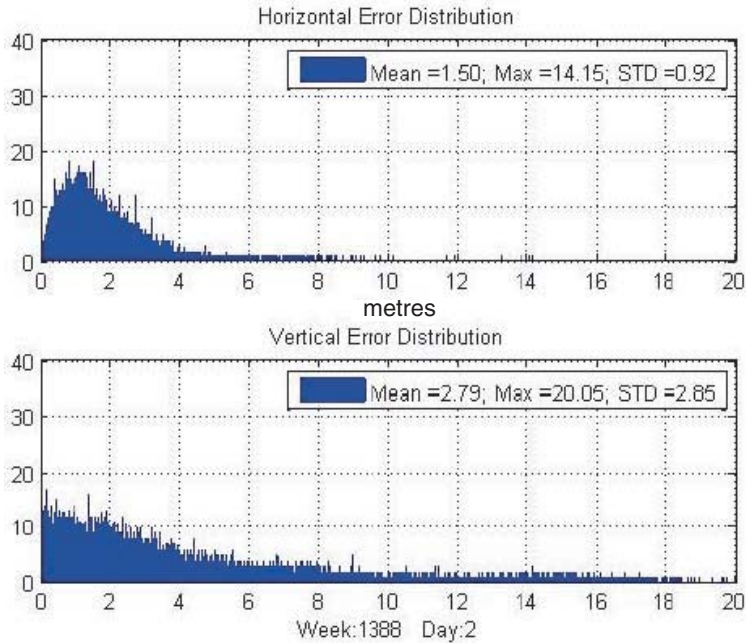 Horizontal Error Distribution
40
30
20
10
0
Mean =1.50; Max =14.15; STD =0.92
0 2 4 6 8 10 12 14 16 18 20
metres
Vertical Error Distribution
40
30
20
10
0
Mean =2.79; Max =20.05; STD =2.85
0 2 4 6 8 10 12 14 16 18 20
Week:1388 Day:2